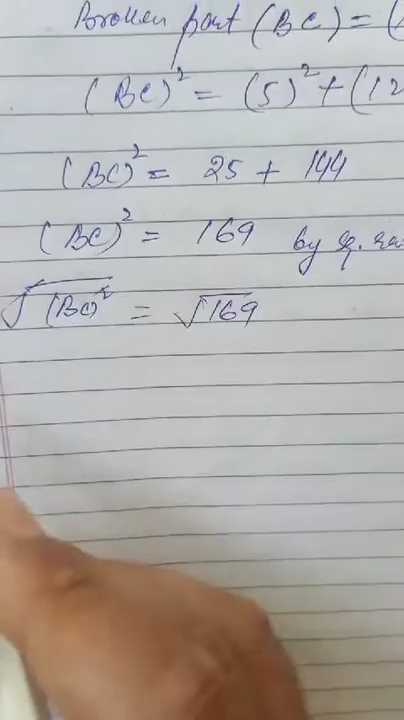 Broken part (BC) = (
(BC)² = (5)² + (12
(BC)² = 25 + 144
(BC)² = 169 by sq.
√(BC)² = √169